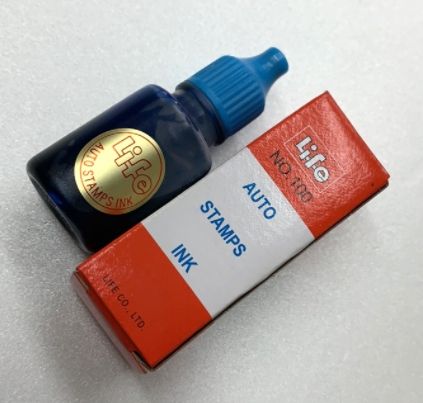 Life
AUTO STAMPS INK
Life
NO. 100
AUTO
STAMPS
INK
LIFE CO., LTD.